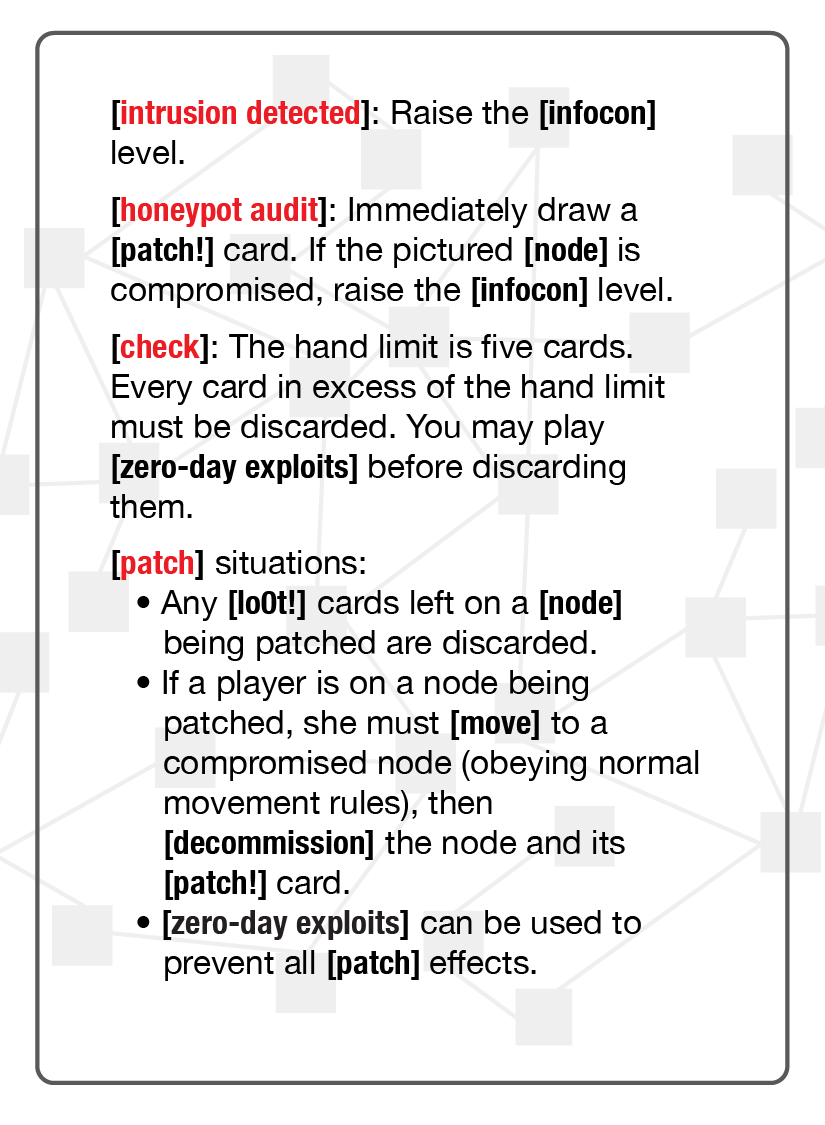 [intrusion detected]: Raise the [infocon]
level.
[honeypot audit]: Immediately draw a
[patch!] card. If the pictured [node] is
compromised, raise the [infocon] level.
[check]: The hand limit is five cards.
Every card in excess of the hand limit
must be discarded. You may play
[zero-day exploits] before discarding
them.
[patch] situations:
• Any [lo0t!] cards left on a [node]
being patched are discarded.
• If a player is on a node being
patched, she must [move] to a
compromised node (obeying normal
movement rules), then
[decommission] the node and its
[patch!] card.
• [zero-day exploits] can be used to
prevent all [patch] effects.